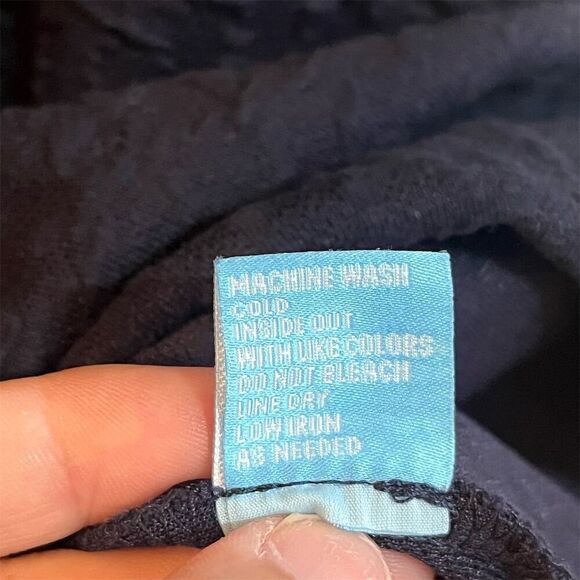 MACHINE WASH
COLD
INSIDE OUT
WITH LIKE COLORS
DO NOT BLEACH
LINE DRY
LOW IRON
AS NEEDED